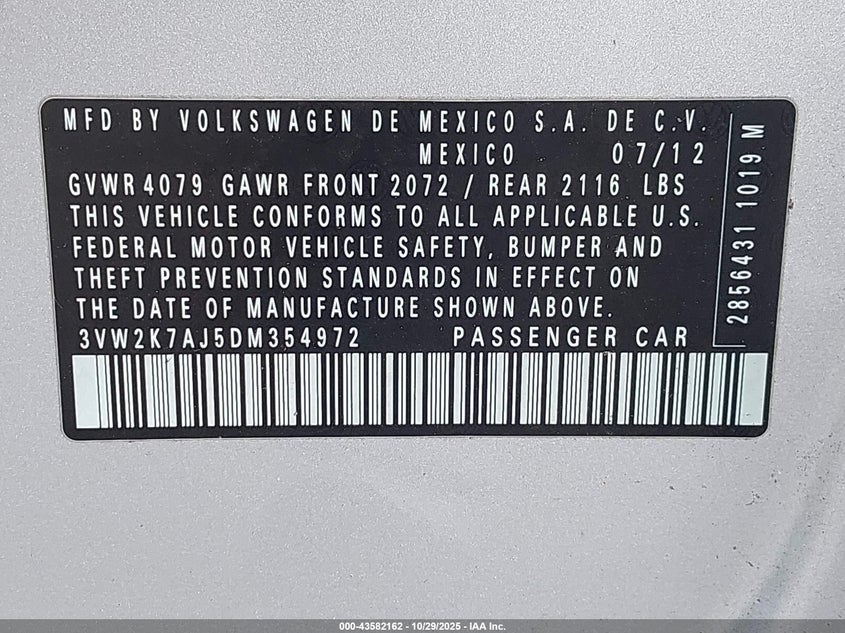 MFD BY VOLKSWAGEN DE MEXICO S.A. DE C.V.
MEXICO 07/12
GVWR 4079 GAWR FRONT 2072 / REAR 2116 LBS
THIS VEHICLE CONFORMS TO ALL APPLICABLE U.S.
FEDERAL MOTOR VEHICLE SAFETY, BUMPER AND
THEFT PREVENTION STANDARDS IN EFFECT ON
THE DATE OF MANUFACTURE SHOWN ABOVE.
3VW2K7AJ5DM354972 PASSENGER CAR
2856431 1019 M
000-43582162 - 10/29/2025 - IAA Inc.